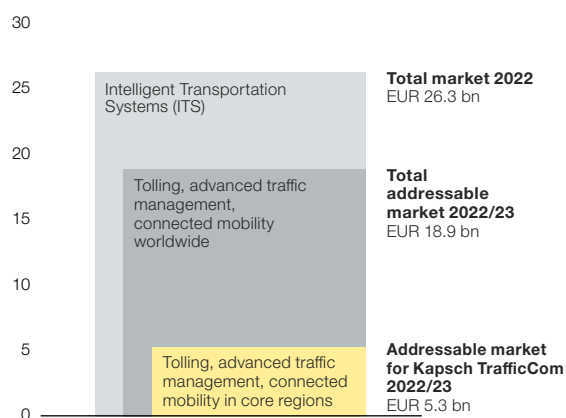 30
25
20
15
10
5
0
Intelligent Transportation
Systems (ITS)
Tolling, advanced traffic
management,
connected mobility
worldwide
Tolling, advanced traffic
management, connected
mobility in core regions
Total market 2022
EUR 26.3 bn
Total
addressable
market 2022/23
EUR 18.9 bn
Addressable market
for Kapsch TrafficCom
2022/23
EUR 5.3 bn